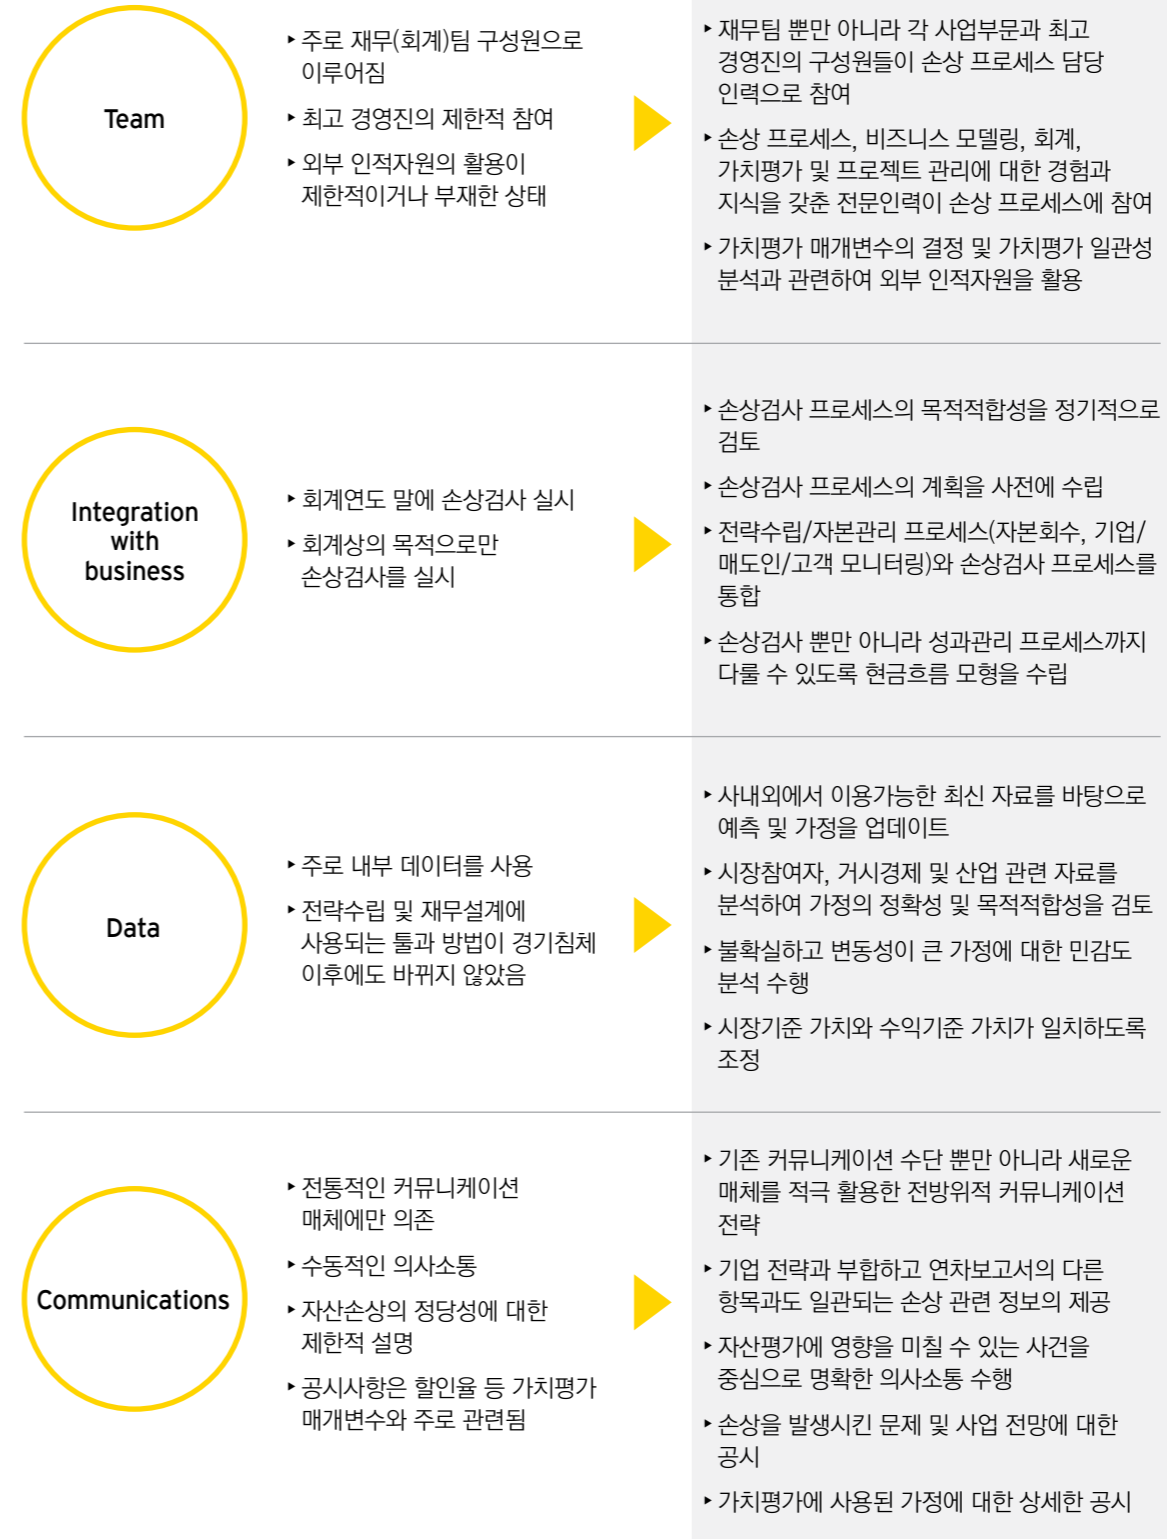 Team
▸ 주로 재무(회계)팀 구성원으로
이루어짐
▸ 최고 경영진의 제한적 참여
▸ 외부 인적자원의 활용이
제한적이거나 부재한 상태
▸ 재무팀 뿐만 아니라 각 사업부문과 최고
경영진의 구성원들이 손상 프로세스 담당
인력으로 참여
▸ 손상 프로세스, 비즈니스 모델링, 회계,
가치평가 및 프로젝트 관리에 대한 경험과
지식을 갖춘 전문인력이 손상 프로세스에 참여
▸ 가치평가 매개변수의 결정 및 가치평가 일관성
분석과 관련하여 외부 인적자원을 활용
Integration
with
business
▸ 회계연도 말에 손상검사 실시
▸ 회계상의 목적으로만
손상검사를 실시
▸ 손상검사 프로세스의 목적적합성을 정기적으로
검토
▸ 손상검사 프로세스의 계획을 사전에 수립
▸ 전략수립/자본관리 프로세스(자본회수, 기업/
매도인/고객 모니터링)와 손상검사 프로세스를
통합
▸ 손상검사 뿐만 아니라 성과관리 프로세스까지
다룰 수 있도록 현금흐름 모형을 수립
Data
▸ 주로 내부 데이터를 사용
▸ 전략수립 및 재무설계에
사용되는 툴과 방법이 경기침체
이후에도 바뀌지 않았음
▸ 사내외에서 이용가능한 최신 자료를 바탕으로
예측 및 가정을 업데이트
▸ 시장참여자, 거시경제 및 산업 관련 자료를
분석하여 가정의 정확성 및 목적적합성을 검토
▸ 불확실하고 변동성이 큰 가정에 대한 민감도
분석 수행
▸ 시장기준 가치와 수익기준 가치가 일치하도록
조정
Communications
▸ 전통적인 커뮤니케이션
매체에만 의존
▸ 수동적인 의사소통
▸ 자산손상의 정당성에 대한
제한적 설명
▸ 공시사항은 할인율 등 가치평가
매개변수와 주로 관련됨
▸ 기존 커뮤니케이션 수단 뿐만 아니라 새로운
매체를 적극 활용한 전방위적 커뮤니케이션
전략
▸ 기업 전략과 부합하고 연차보고서의 다른
항목과도 일관되는 손상 관련 정보의 제공
▸ 자산평가에 영향을 미칠 수 있는 사건을
중심으로 명확한 의사소통 수행
▸ 손상을 발생시킨 문제 및 사업 전망에 대한
공시
▸ 가치평가에 사용된 가정에 대한 상세한 공시